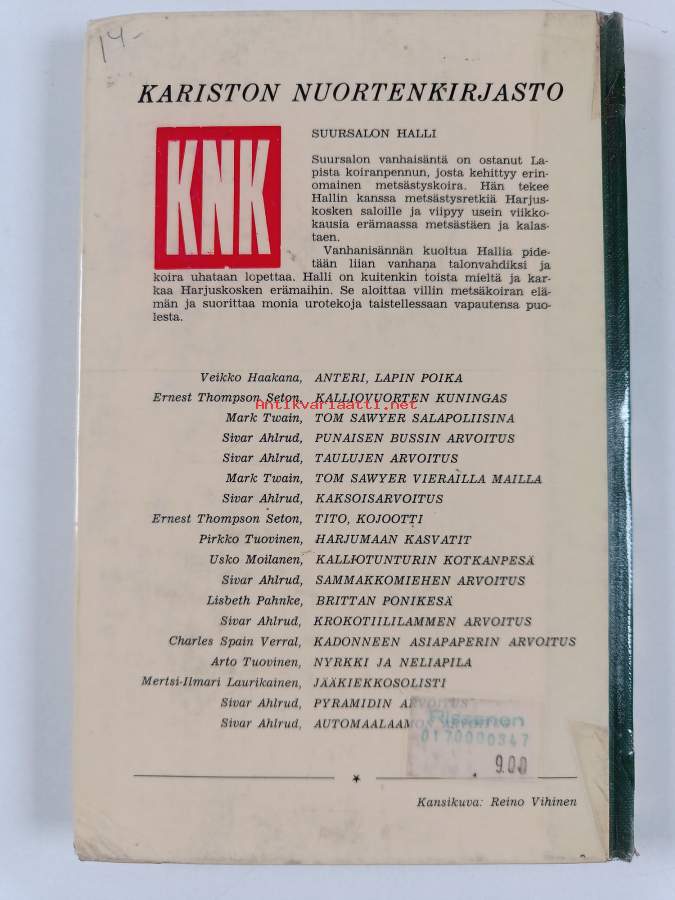 14-
KARISTON NUORTENKIRJASTO
KNK
SUURSALON HALLI
Suursalon vanhaisäntä on ostanut La-
pista koiranpennun, josta kehittyy erin-
omainen metsästyskoira. Hän tekee
Hallin kanssa metsästysretkiä Harjus-
kosken saloille ja viipyy usein viikko-
kausia erämaassa metsästäen ja kalas-
taen.
Vanhanisännän kuoltua Hallia pide-
tään liian vanhana talonvahdiksi ja
koira uhataan lopettaa. Halli on kuitenkin toista mieltä ja kar-
kaa Harjuskosken erämaihin. Se aloittaa villin metsäkoiran elä-
män ja suorittaa monia urotekoja taistellessaan vapautensa puo-
lesta.
Veikko Haakana, ANTERI, LAPIN POIKA
Ernest Thompson Seton, KALLIOVUORTEN KUNINGAS
Antikvariaatti.net
Mark Twain, TOM SAWYER SALAPOLIISINA
Sivar Ahlrud, PUNAISEN BUSSIN ARVOITUS
Sivar Ahlrud, TAULUJEN ARVOITUS
Mark Twain, TOM SAWYER VIERAILLA MAILLA
Sivar Ahlrud, KAKSOISARVOITUS
Ernest Thompson Seton, TITO, KOJOOTTI
Pirkko Tuovinen, HARJUMAAN KASVATIT
Usko Moilanen, KALLIOTUNTURIN KOTKANPESÄ
Sivar Ahlrud, SAMMAKKOMIEHEN ARVOITUS
Lisbeth Pahnke, BRITTAN PONIKESÄ
Sivar Ahlrud, KROKOTIILILAMMEN ARVOITUS
Charles Spain Verral, KADONNEEN ASIAPAPERIN ARVOITUS
Arto Tuovinen, NYRKKI JA NELIAPILA
Mertsi-Ilmari Laurikainen, JÄÄKIEKKOSOLISTI
Sivar Ahlrud, PYRAMIDIN ARVOITUS
Sivar Ahlrud, AUTOMAALAAMON
Rissanen
0170000347
9.00
Kansikuva: Reino Vihinen